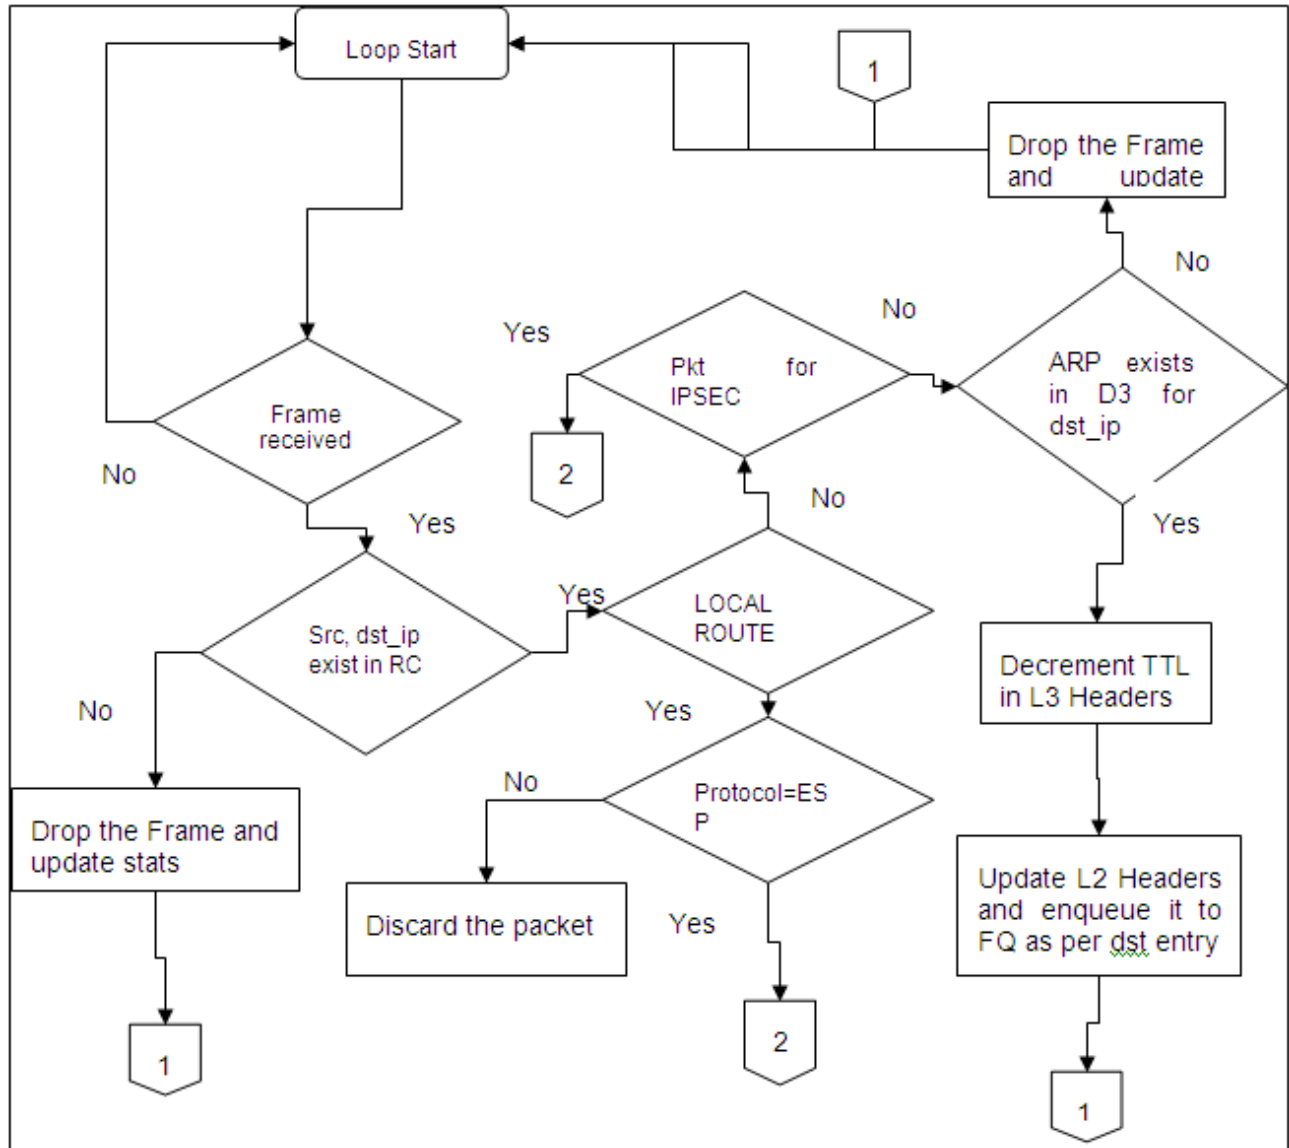 Loop Start
1
Drop the Frame
and update
No
No
Yes
Pkt for
IPSEC
ARP exists
in D3 for
dst_ip
Frame
received
No
2
No
Yes
Yes
Yes
LOCAL
ROUTE
Src, dst_ip
exist in RC
Decrement TTL
in L3 Headers
No
Yes
No
Protocol=ES
P
Drop the Frame and
update stats
Update L2 Headers
and enqueue it to
FQ as per dst entry
Discard the packet
Yes
2
1
1